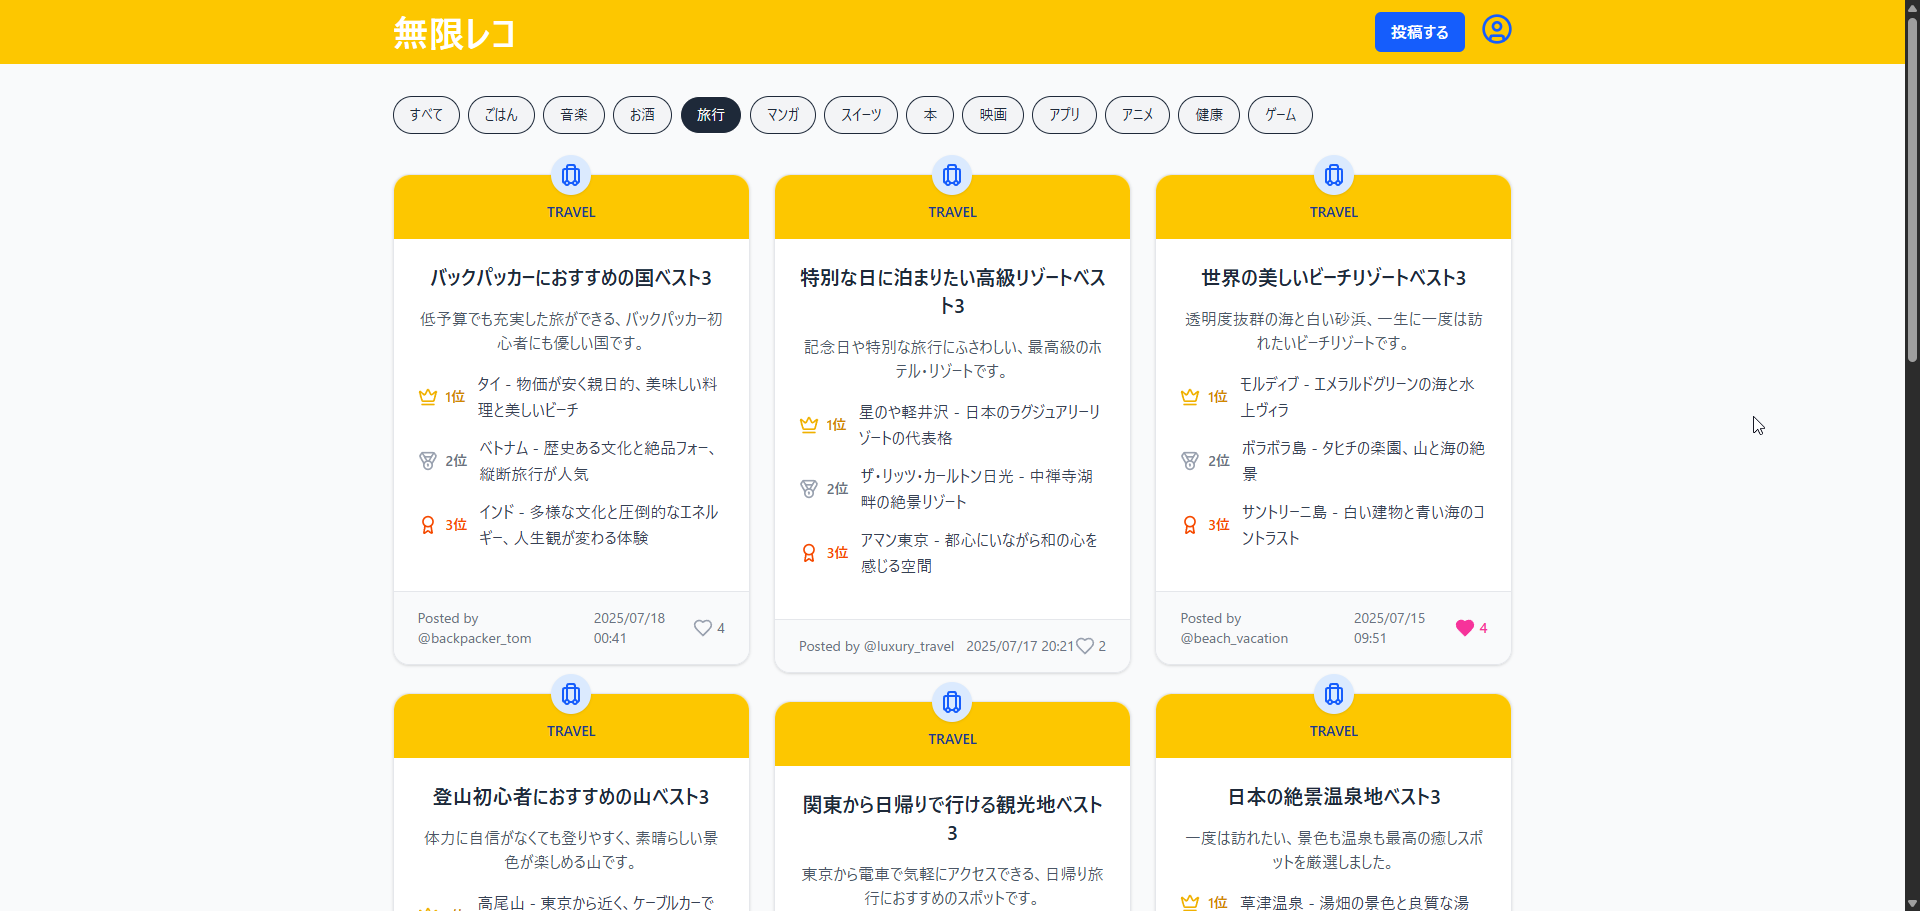 無限レコ
投稿する
すべて
ごはん
音楽
お酒
旅行
マンガ
スイーツ
本
映画
アプリ
アニメ
健康
ゲーム
TRAVEL
バックパッカーにおすすめの国ベスト3
低予算でも充実した旅ができる、バックパッカー初
心者にも優しい国です。
1位
タイ - 物価が安く親日的、美味しい料
理と美しいビーチ
2位
ベトナム - 歴史ある文化と絶品フォー、
縦断旅行が人気
3位
インド - 多様な文化と圧倒的なエネル
ギー、人生観が変わる体験
Posted by
@backpacker_tom
2025/07/18
00:41
4
TRAVEL
特別な日に泊まりたい高級リゾートベス
ト3
記念日や特別な旅行にふさわしい、最高級のホ
テル・リゾートです。
1位
星のや軽井沢 - 日本のラグジュアリーリ
ゾートの代表格
2位
ザ・リッツ・カールトン日光 - 中禅寺湖
畔の絶景リゾート
3位
アマン東京 - 都心にいながら和の心を
感じる空間
Posted by @luxury_travel
2025/07/17 20:21
2
TRAVEL
世界の美しいビーチリゾートベスト3
透明度抜群の海と白い砂浜、一生に一度は訪
れたいビーチリゾートです。
1位
モルディブ - エメラルドグリーンの海と水
上ヴィラ
2位
ボラボラ島 - タヒチの楽園、山と海の絶
景
3位
サントリーニ島 - 白い建物と青い海のコ
ントラスト
Posted by
@beach_vacation
2025/07/15
09:51
4
TRAVEL
登山初心者におすすめの山ベスト3
体力に自信がなくても登りやすく、素晴らしい景
色が楽しめる山です。
高尾山 - 東京から近く、ケーブルカーで
TRAVEL
関東から日帰りで行ける観光地ベスト
3
東京から電車で気軽にアクセスできる、日帰り旅
行におすすめのスポットです。
TRAVEL
日本の絶景温泉地ベスト3
一度は訪れたい、景色も温泉も最高の癒しスポ
ットを厳選しました。
1位
草津温泉 - 湯畑の景色と良質な湯